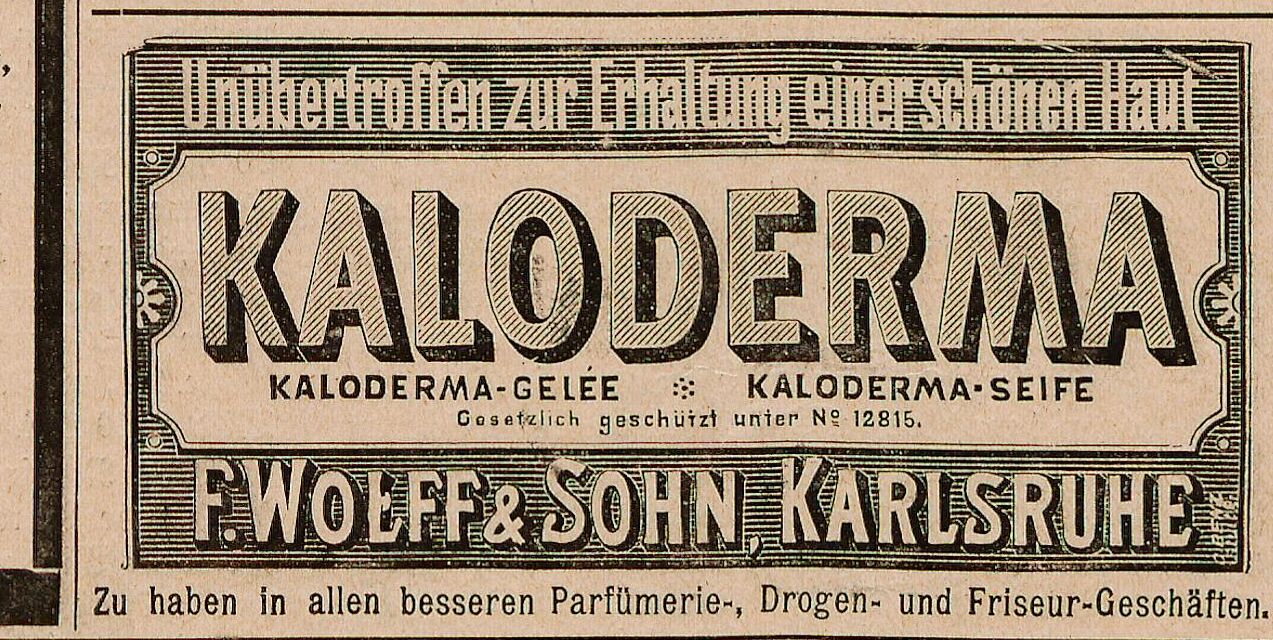 Unübertroffen zur Erhaltung einer schönen Haut
KALODERMA
KALODERMA-GELÉE KALODERMA-SEIFE
Gesetzlich geschützt unter Nº 12815.
F. WOLFF & SOHN, KARLSRUHE
Zu haben in allen besseren Parfümerie-, Drogen- und Friseur-Geschäften.